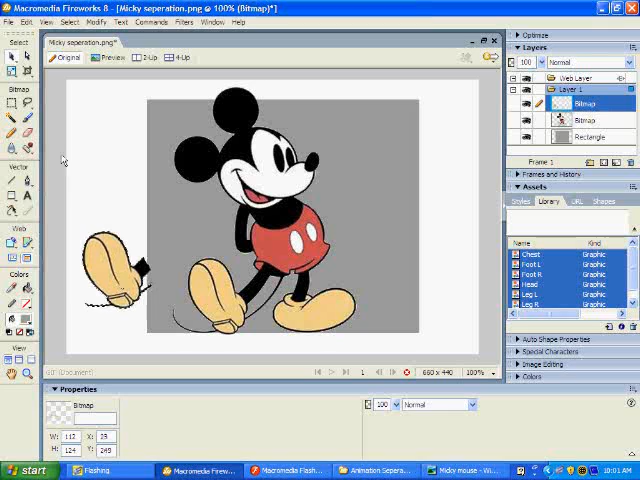 Macromedia Fireworks 8 - [Micky seperation.png @ 100% (Bitmap)*]
File Edit View Select Modify Text Commands Filters Window Help
Select
Micky seperation.png*
Original Preview 2-Up 4-Up
Bitmap
Vector
Web
Colors
View
Optimize
Layers
100 Normal
Web Layer
Layer 1
Bitmap
Bitmap
Rectangle
Frame 1
Frames and History
Assets
Styles Library URL Shapes
Name Kind
Chest Graphic
Foot L Graphic
Foot R Graphic
Head Graphic
Leg L Graphic
Leg R Graphic
Auto Shape Properties
Special Characters
Image Editing
Colors
(Document) 1 660 x 440 100%
Properties
Bitmap
100 Normal
W: 112 X: 23
H: 124 Y: 249
start Flashing Macromedia Firew... Macromedia Flash... Animation Sepera... Micky mouse - Wi... 10:01 AM